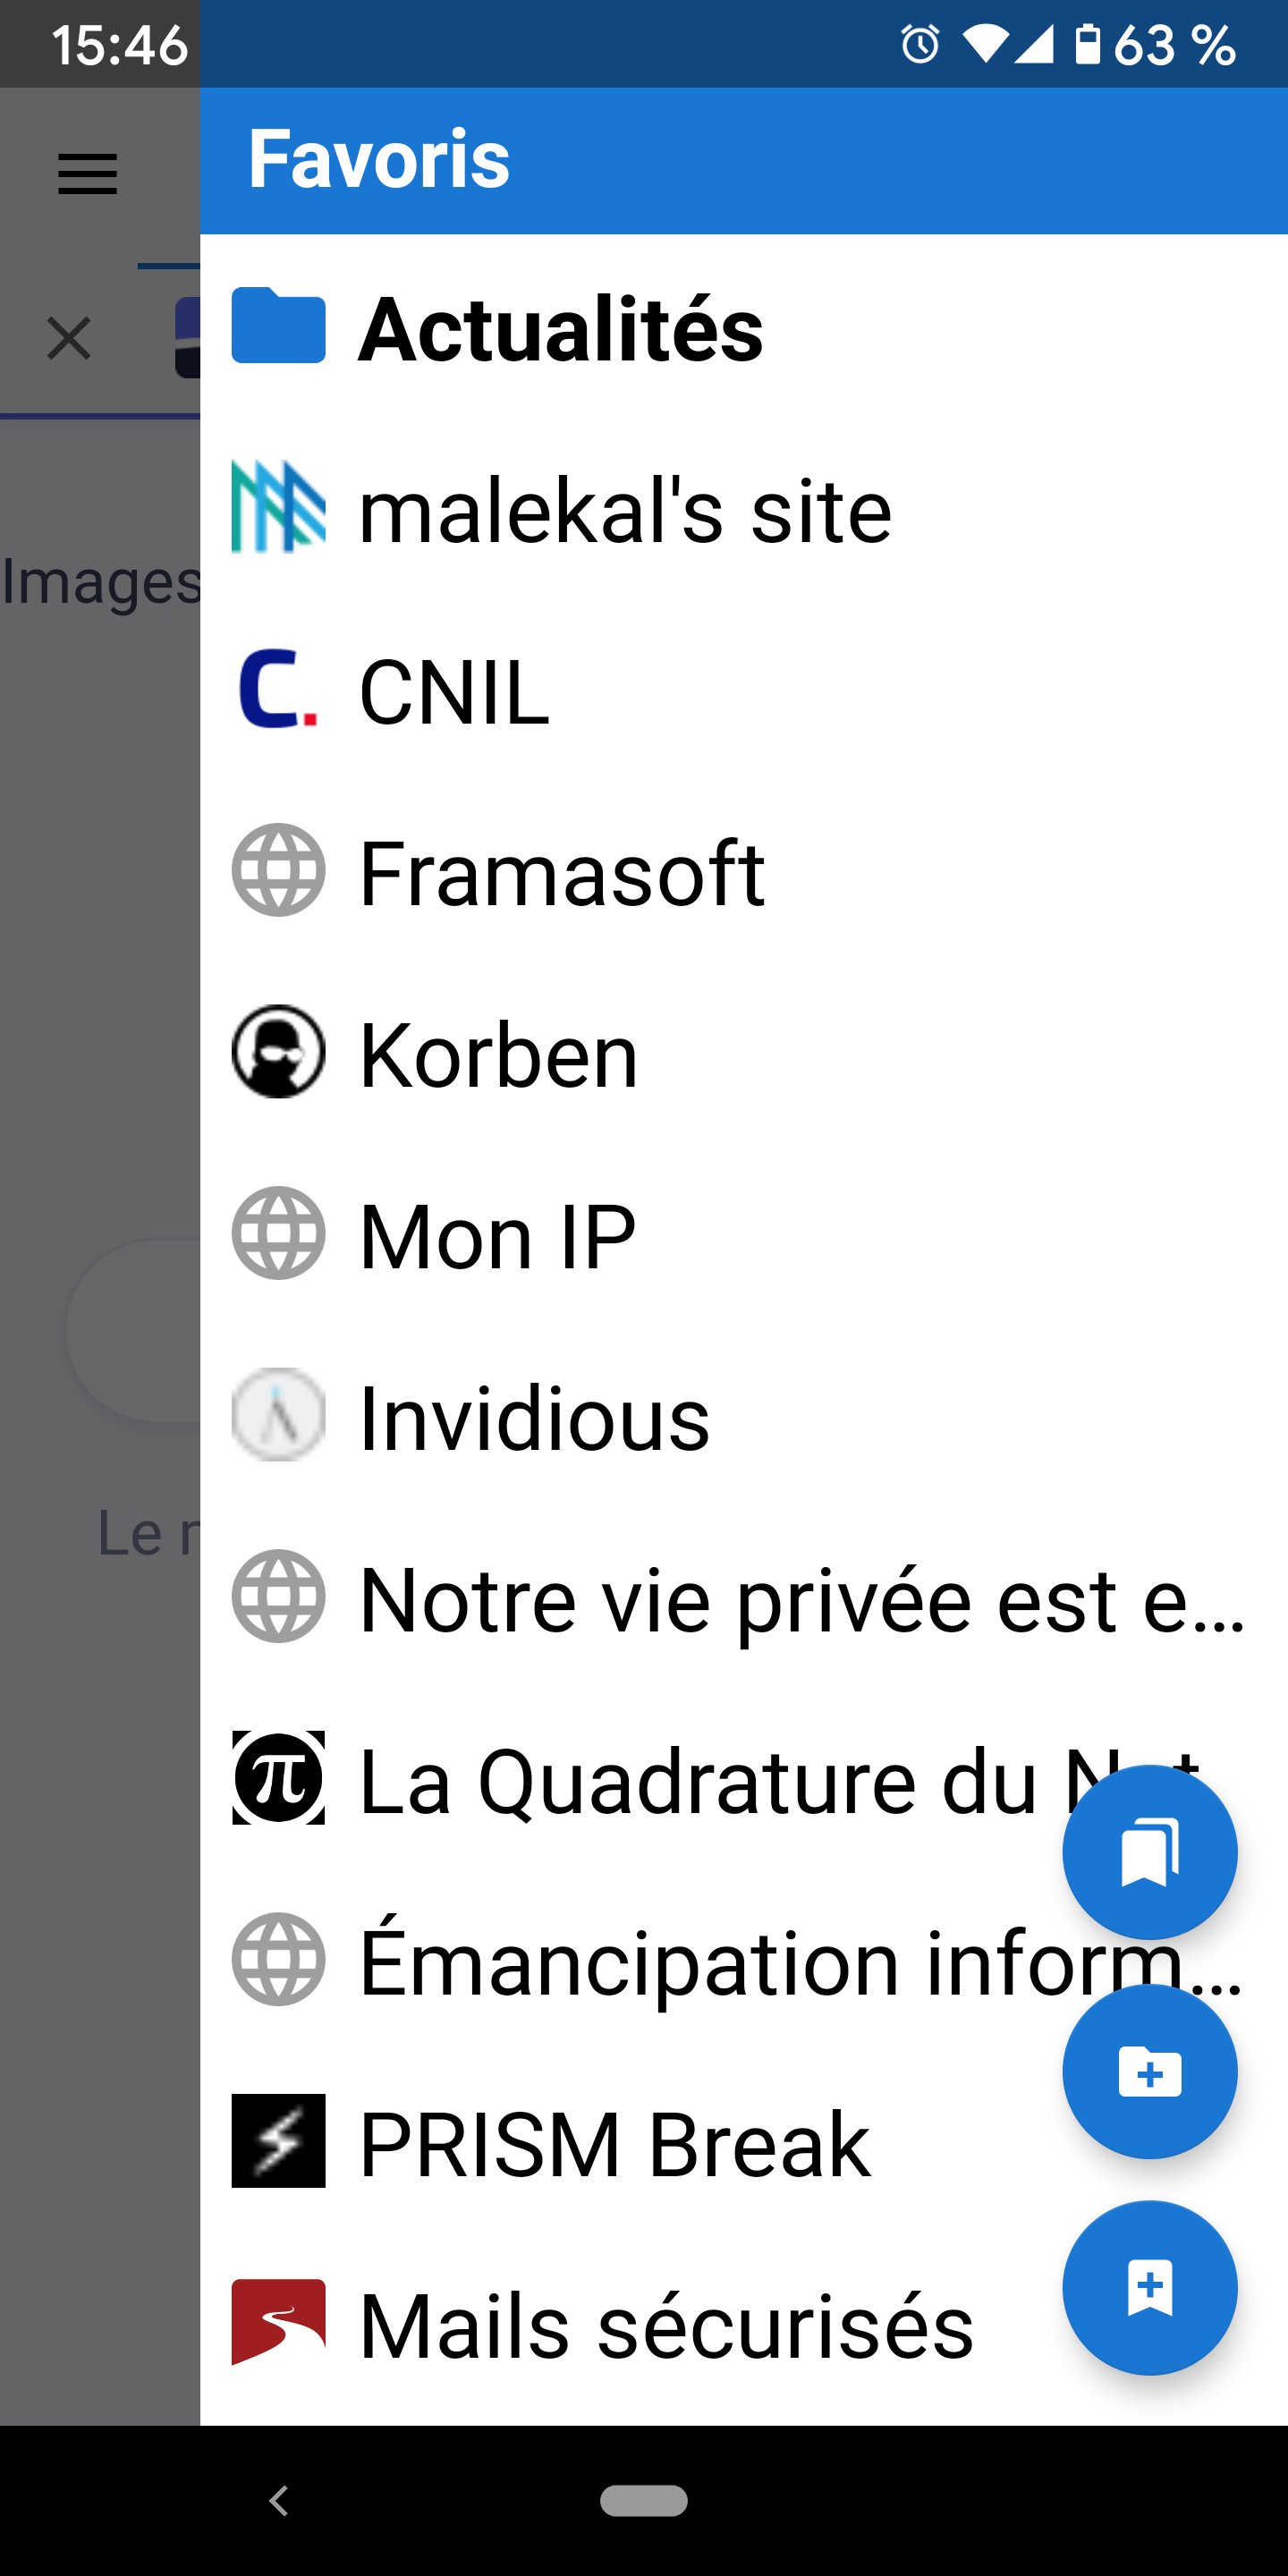 15:46
63 %
Favoris
Actualités
malekal's site
Images
CNIL
Framasoft
Korben
Mon IP
Invidious
Le
Notre vie privée est e...
La Quadrature du Net
Émancipation inform...
PRISM Break
Mails sécurisés